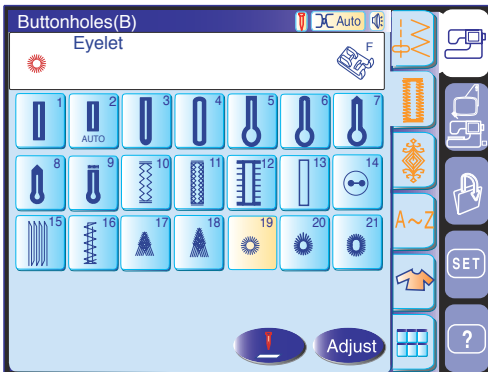 Buttonholes(B) Auto
Eyelet F
1 2 3 4 5 6 7
AUTO
8 9 10 11 12 13 14
15 16 17 18 19 20 21
A~Z
SET
Adjust ?